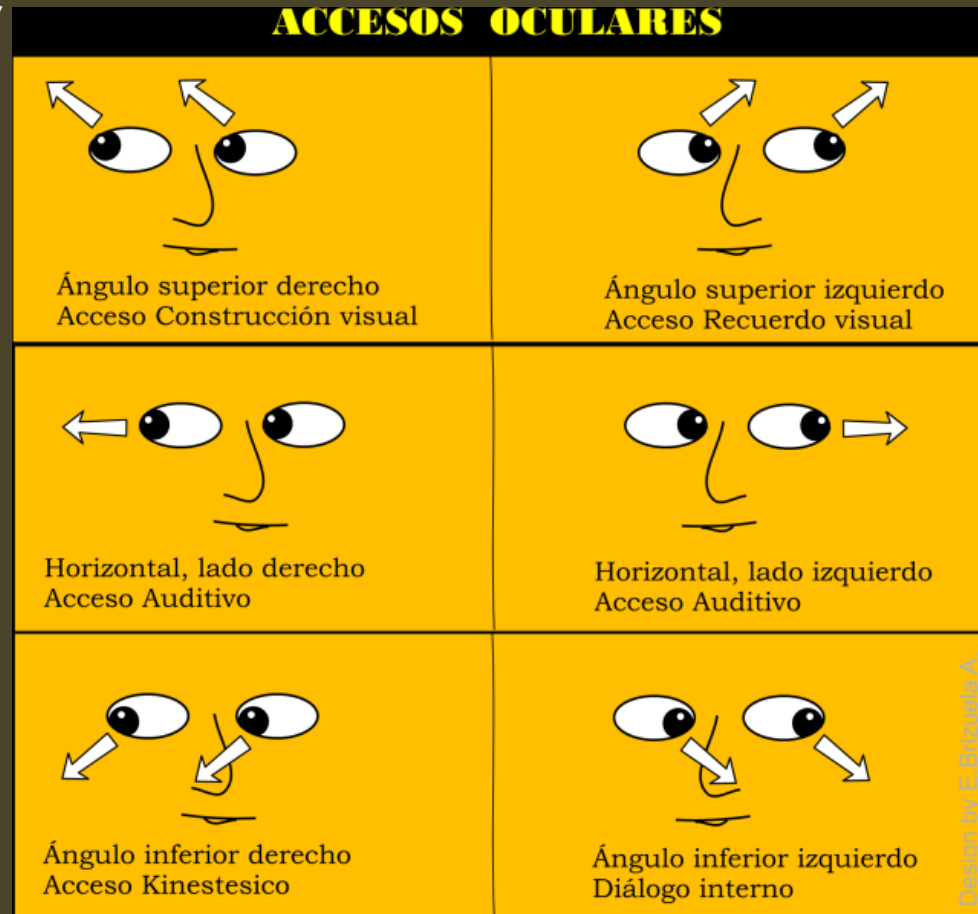 ACCESOS OCULARES
Ángulo superior derecho
Acceso Construcción visual
Ángulo superior izquierdo
Acceso Recuerdo visual
Horizontal, lado derecho
Acceso Auditivo
Horizontal, lado izquierdo
Acceso Auditivo
Ángulo inferior derecho
Acceso Kinestesico
Ángulo inferior izquierdo
Diálogo interno
Design by E Brizuela A.